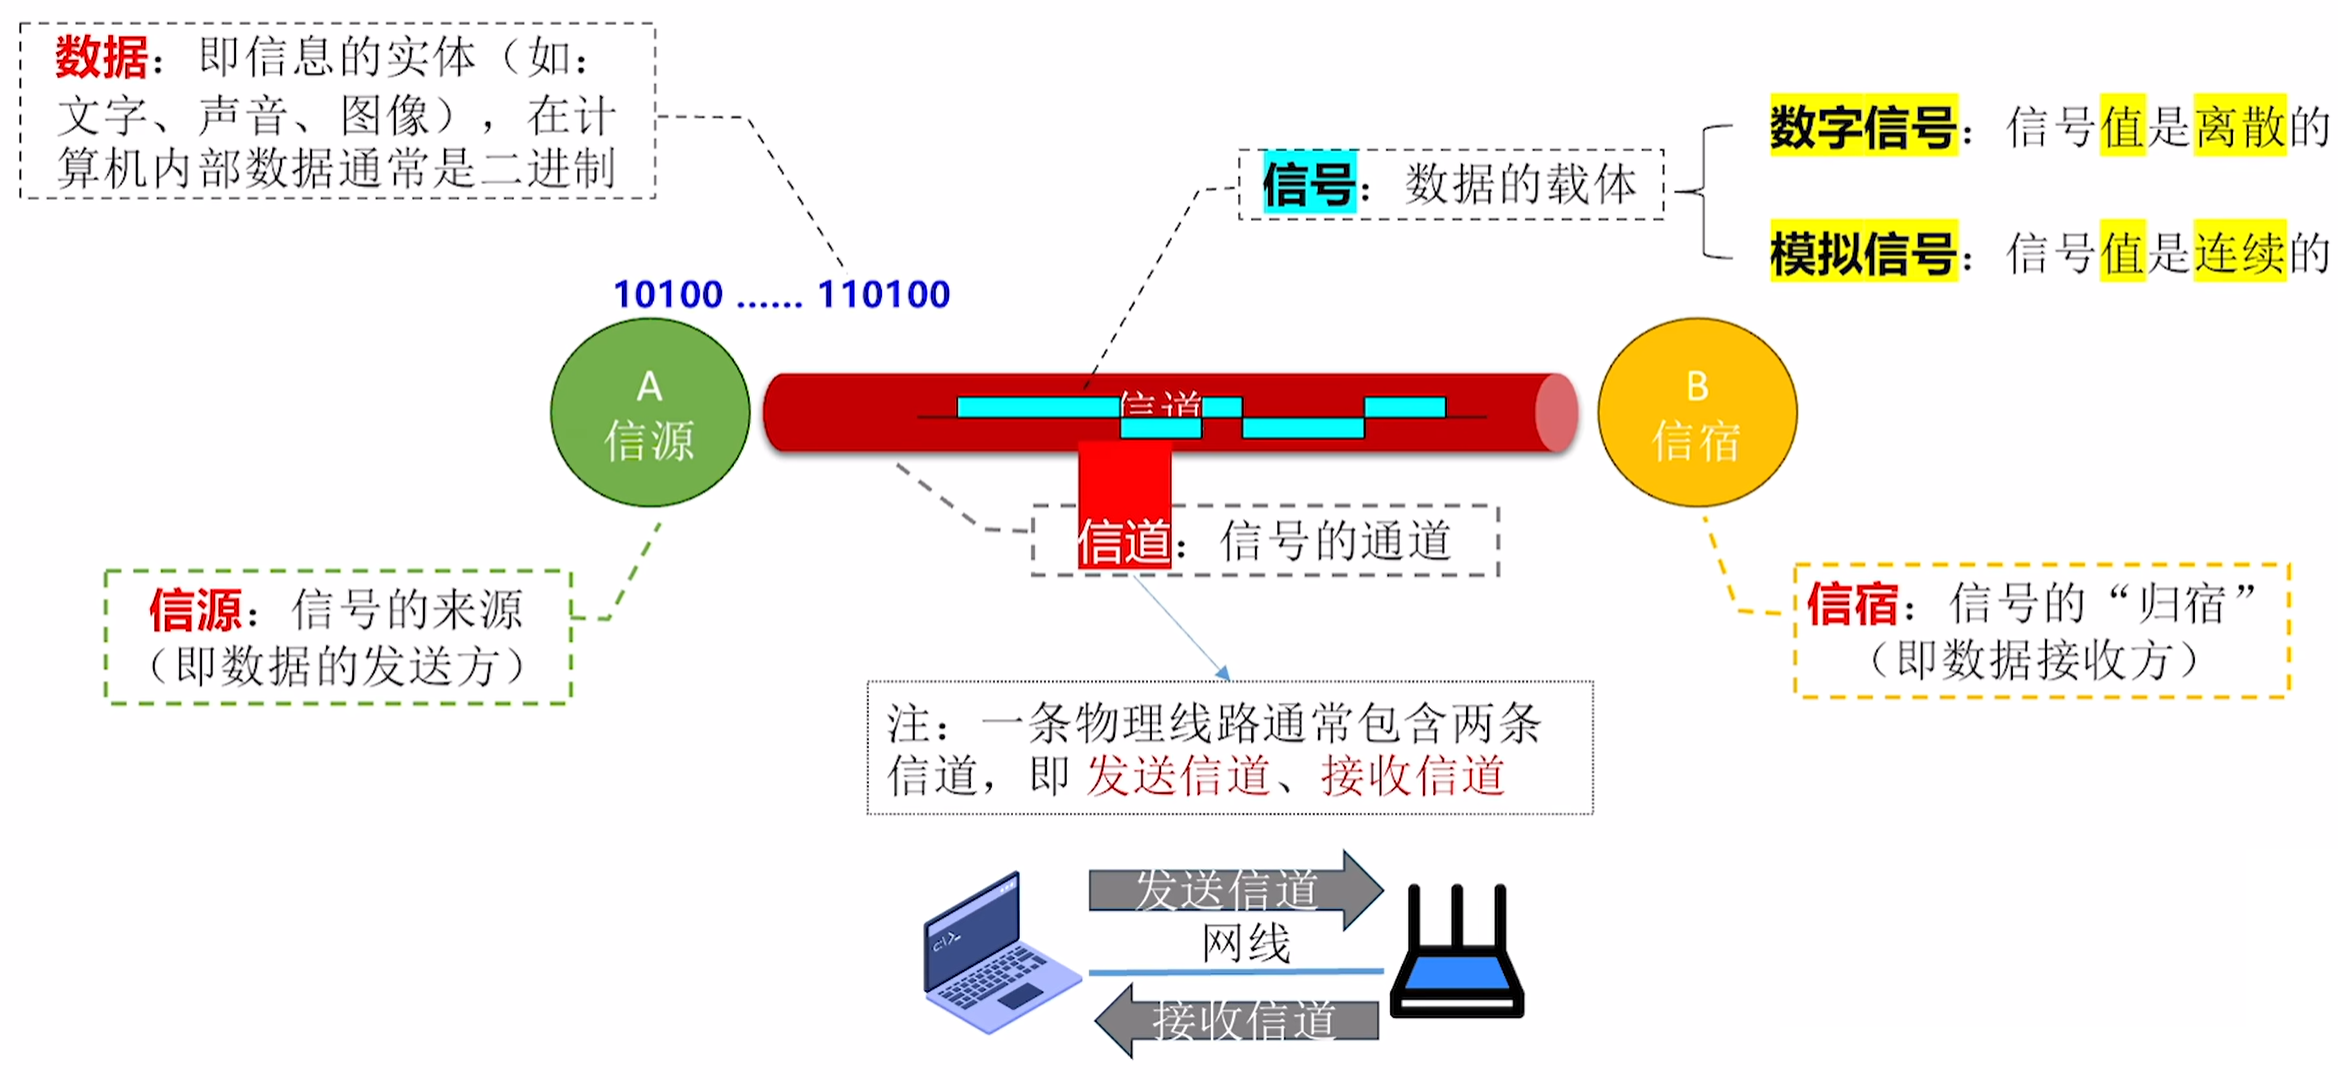 数据：即信息的实体（如：
文字、声音、图像），在计
算机内部数据通常是二进制
数字信号：信号值是离散的
信号：数据的载体
模拟信号：信号值是连续的
10100 ...... 110100
A
信源
信道
B
信宿
信道：信号的通道
信源：信号的来源
（即数据的发送方）
信宿：信号的“归宿”
（即数据接收方）
注：一条物理线路通常包含两条
信道，即 发送信道、接收信道
发送信道
网线
接收信道
C:\>_